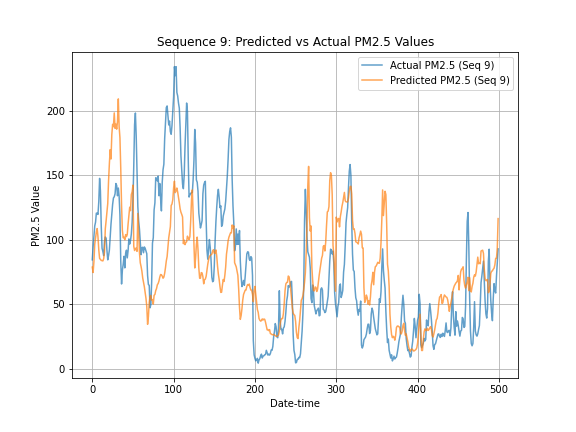 Sequence 9: Predicted vs Actual PM2.5 Values
Actual PM2.5 (Seq 9)
Predicted PM2.5 (Seq 9)
PM2.5 Value
200
150
100
50
0
0 100 200 300 400 500
Date-time